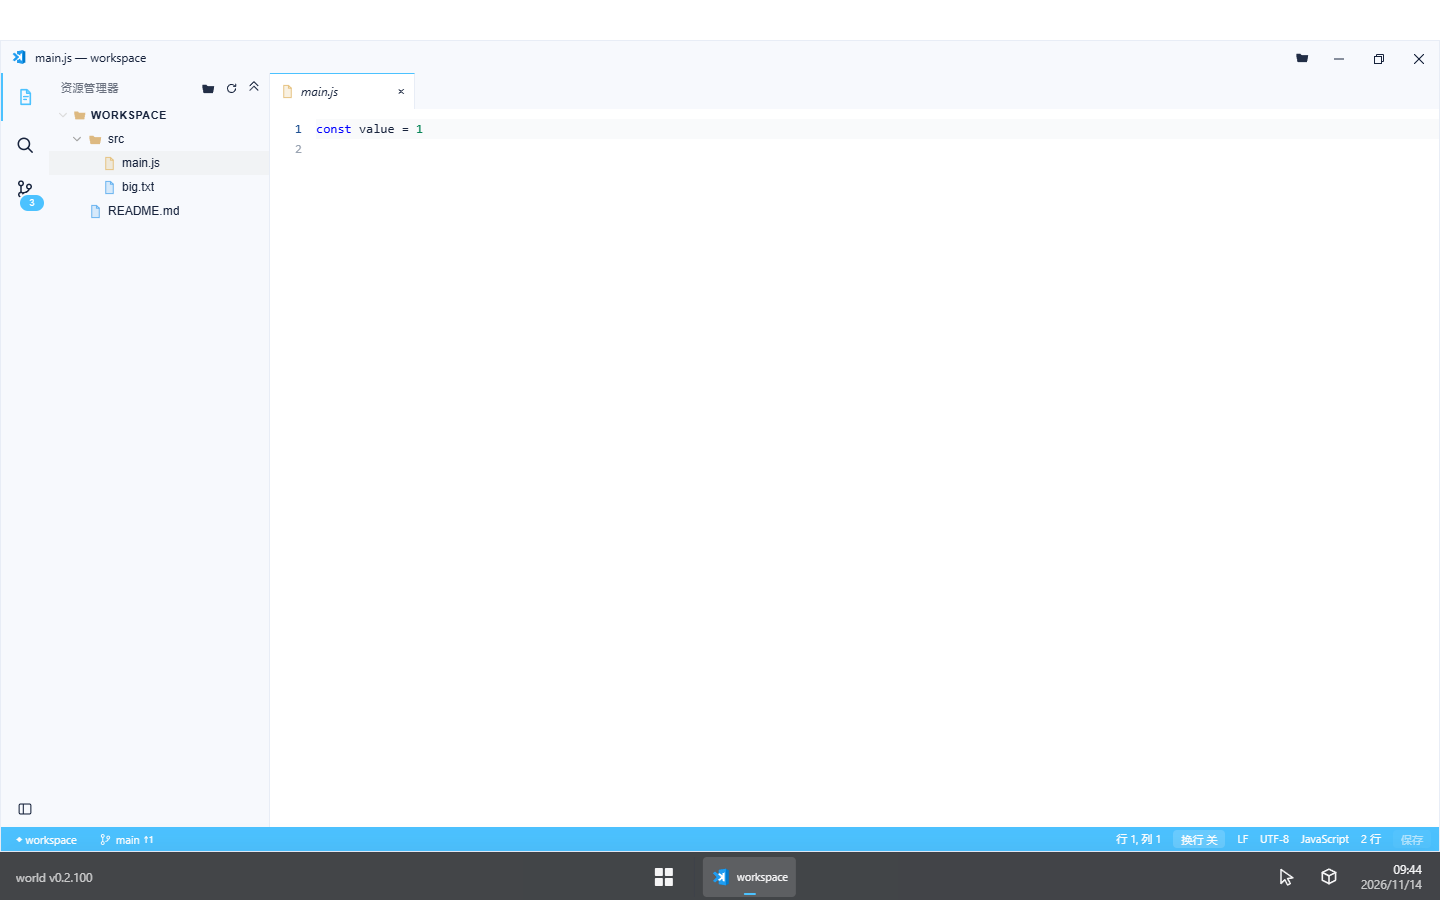 main.js — workspace
资源管理器
WORKSPACE
src
main.js
big.txt
README.md
3
main.js
1 const value = 1
2
workspace
main ↑1
行 1, 列 1
换行 关
LF
UTF-8
JavaScript
2 行
保存
world v0.2.100
workspace
09:44
2026/11/14